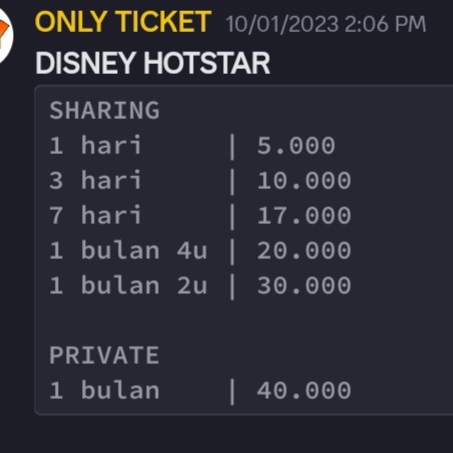 ONLY TICKET 10/01/2023 2:06 PM
DISNEY HOTSTAR
SHARING
1 hari | 5.000
3 hari | 10.000
7 hari | 17.000
1 bulan 4u | 20.000
1 bulan 2u | 30.000
PRIVATE
1 bulan | 40.000